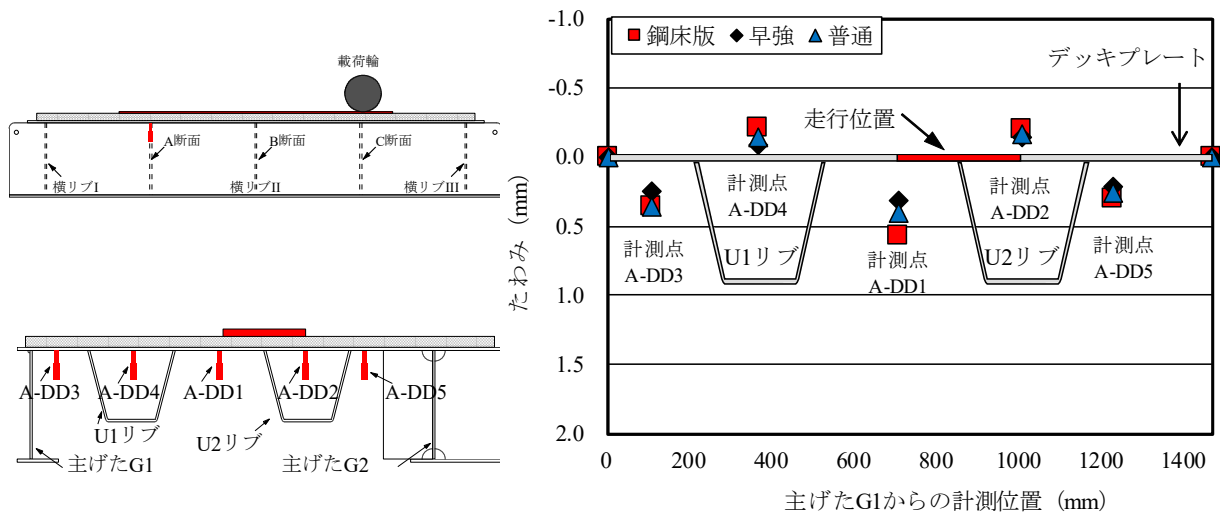 載荷輪
A断面
B断面
C断面
横リブI
横リブII
横リブIII
A-DD3
A-DD4
A-DD1
A-DD2
A-DD5
U1リブ
U2リブ
主げたG1
主げたG2
鋼床版 早強 普通
デッキプレート
走行位置
計測点
A-DD4
計測点
A-DD2
計測点
A-DD3
U1リブ
計測点
A-DD1
U2リブ
計測点
A-DD5
-1.0
-0.5
0.0
0.5
1.0
1.5
2.0
たわみ (mm)
0 200 400 600 800 1000 1200 1400
主げたG1からの計測位置 (mm)